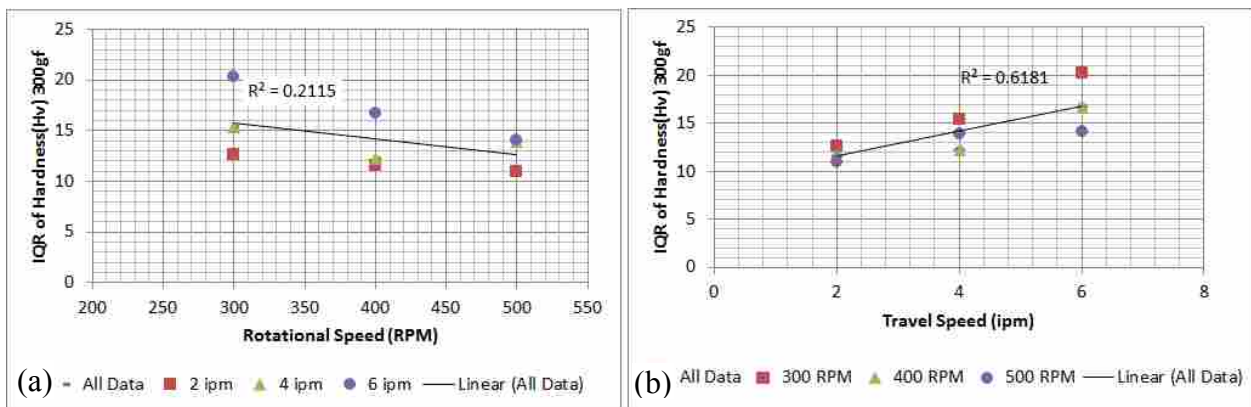 IQR of Hardness(Hv) 300gf
25
20
15
10
5
0
R² = 0.2115
200 250 300 350 400 450 500 550
Rotational Speed (RPM)
(a) All Data 2 ipm 4 ipm 6 ipm Linear (All Data)
IQR of Hardness(Hv) 300gf
25
20
15
10
5
0
R² = 0.6181
0 2 4 6 8
Travel Speed (ipm)
(b) All Data 300 RPM 400 RPM 500 RPM Linear (All Data)